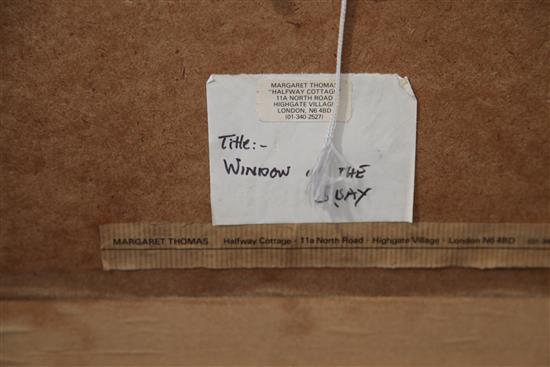 MARGARET THOMAS
"HALFWAY COTTAGE"
11A NORTH ROAD
HIGHGATE VILLAGE
LONDON, N6 4BD
(01-340 2527)
Title:-
WINDOW THE
QUAY
MARGARET THOMAS Halfway Cottage · 11a North Road · Highgate Village · London N6 4BD